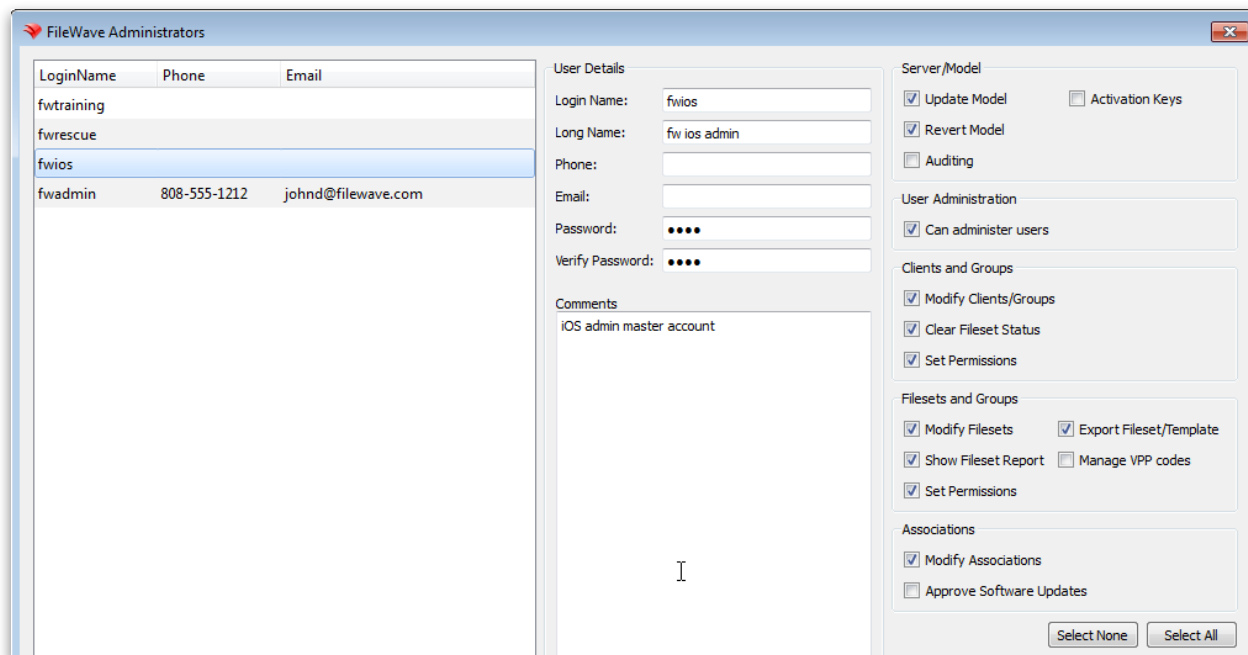 FileWave Administrators
LoginName Phone Email
fwtraining
fwrescue
fwios
fwadmin 808-555-1212 johnd@filewave.com
User Details
Login Name: fwios
Long Name: fw ios admin
Phone:
Email:
Password: ●●●●
Verify Password: ●●●●
Comments
iOS admin master account
Server/Model
Update Model Activation Keys
Revert Model
Auditing
User Administration
Can administer users
Clients and Groups
Modify Clients/Groups
Clear Fileset Status
Set Permissions
Filesets and Groups
Modify Filesets Export Fileset/Template
Show Fileset Report Manage VPP codes
Set Permissions
Associations
Modify Associations
Approve Software Updates
Select None Select All